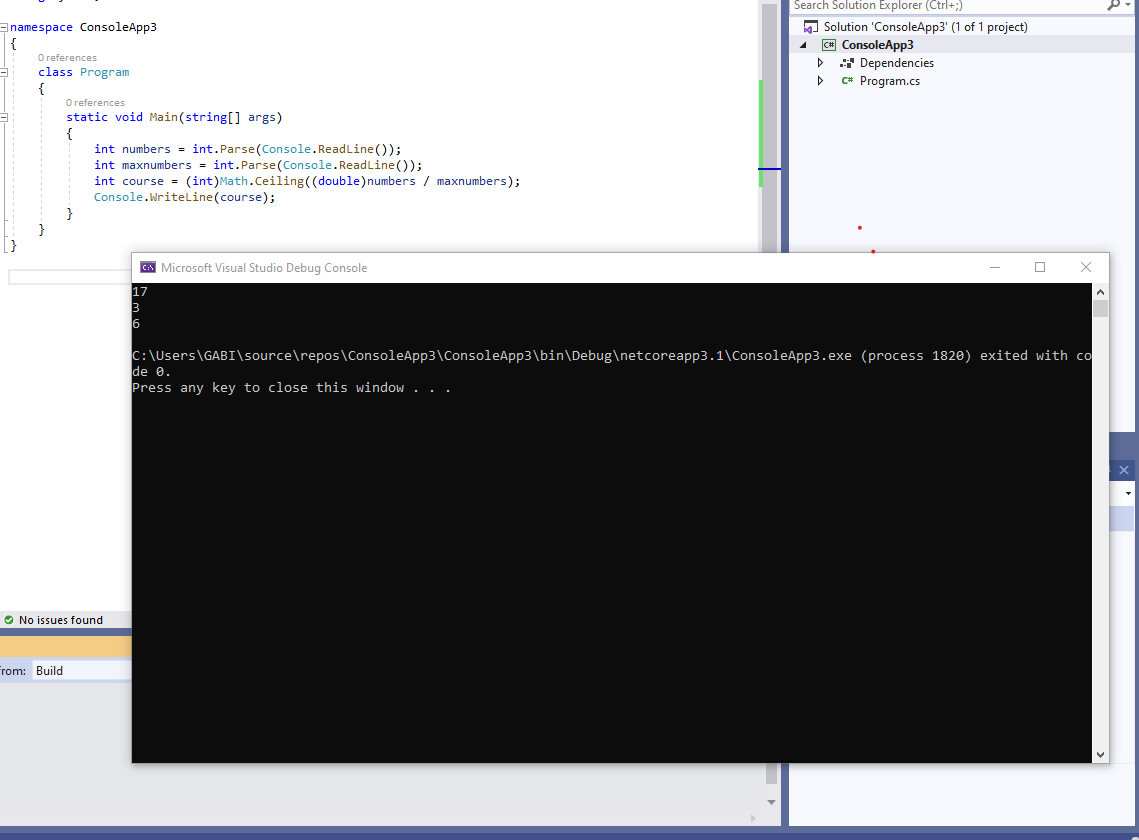 Search Solution Explorer (Ctrl+;)
Solution 'ConsoleApp3' (1 of 1 project)
C# ConsoleApp3
Dependencies
C# Program.cs
namespace ConsoleApp3
{
0 references
class Program
{
0 references
static void Main(string[] args)
{
int numbers = int.Parse(Console.ReadLine());
int maxnumbers = int.Parse(Console.ReadLine());
int course = (int)Math.Ceiling((double)numbers / maxnumbers);
Console.WriteLine(course);
}
}
}
C:\ Microsoft Visual Studio Debug Console
17
3
6
C:\Users\GABI\source\repos\ConsoleApp3\ConsoleApp3\bin\Debug\netcoreapp3.1\ConsoleApp3.exe (process 1820) exited with co
de 0.
Press any key to close this window . . .
No issues found
from: Build